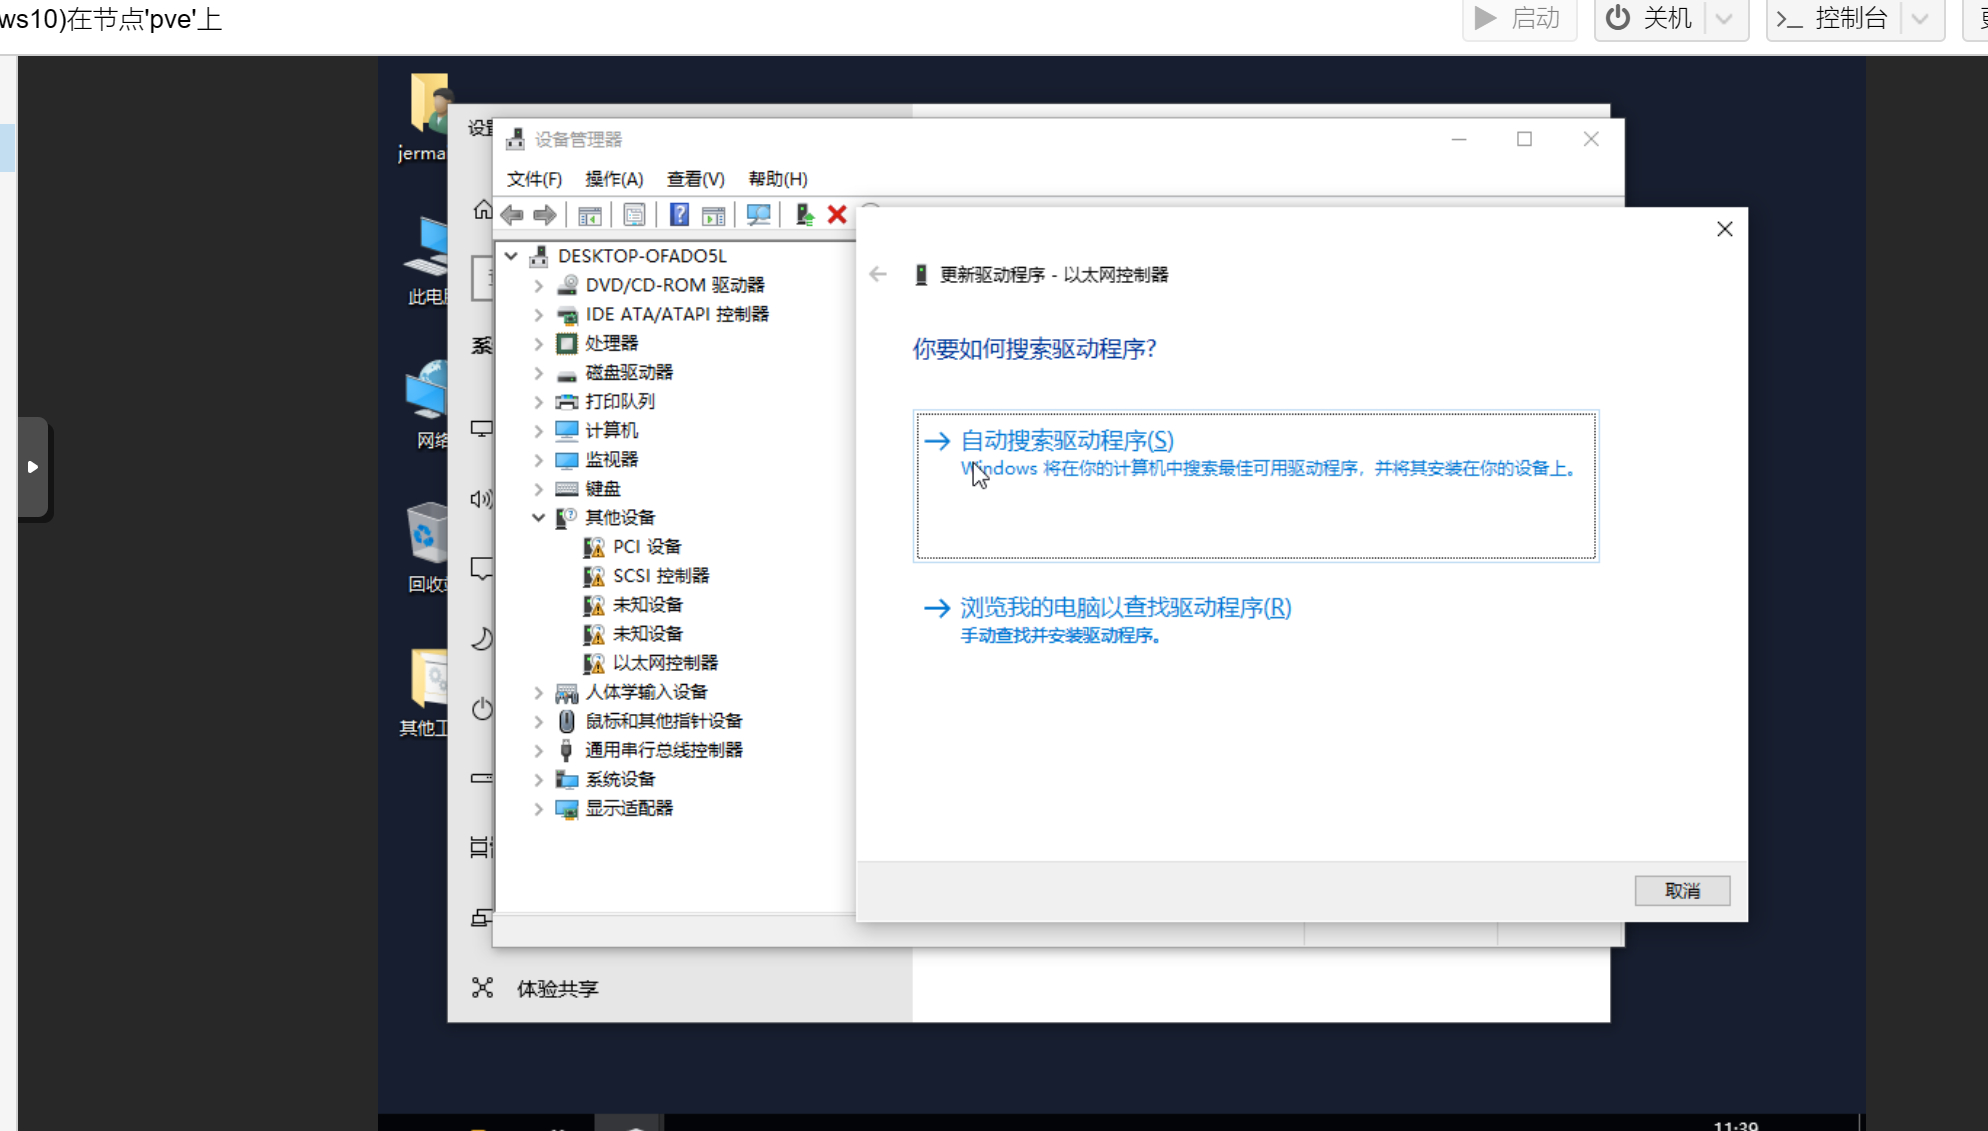 ws10)在节点'pve'上
启动
关机
控制台
jerma
此电
网络
回收
其他工
设
系
体验共享
设备管理器
文件(F) 操作(A) 查看(V) 帮助(H)
DESKTOP-OFADO5L
DVD/CD-ROM 驱动器
IDE ATA/ATAPI 控制器
处理器
磁盘驱动器
打印队列
计算机
监视器
键盘
其他设备
PCI 设备
SCSI 控制器
未知设备
未知设备
以太网控制器
人体学输入设备
鼠标和其他指针设备
通用串行总线控制器
系统设备
显示适配器
更新驱动程序 - 以太网控制器
你要如何搜索驱动程序?
自动搜索驱动程序(S)
Windows 将在你的计算机中搜索最佳可用驱动程序，并将其安装在你的设备上。
浏览我的电脑以查找驱动程序(R)
手动查找并安装驱动程序。
取消
11:39